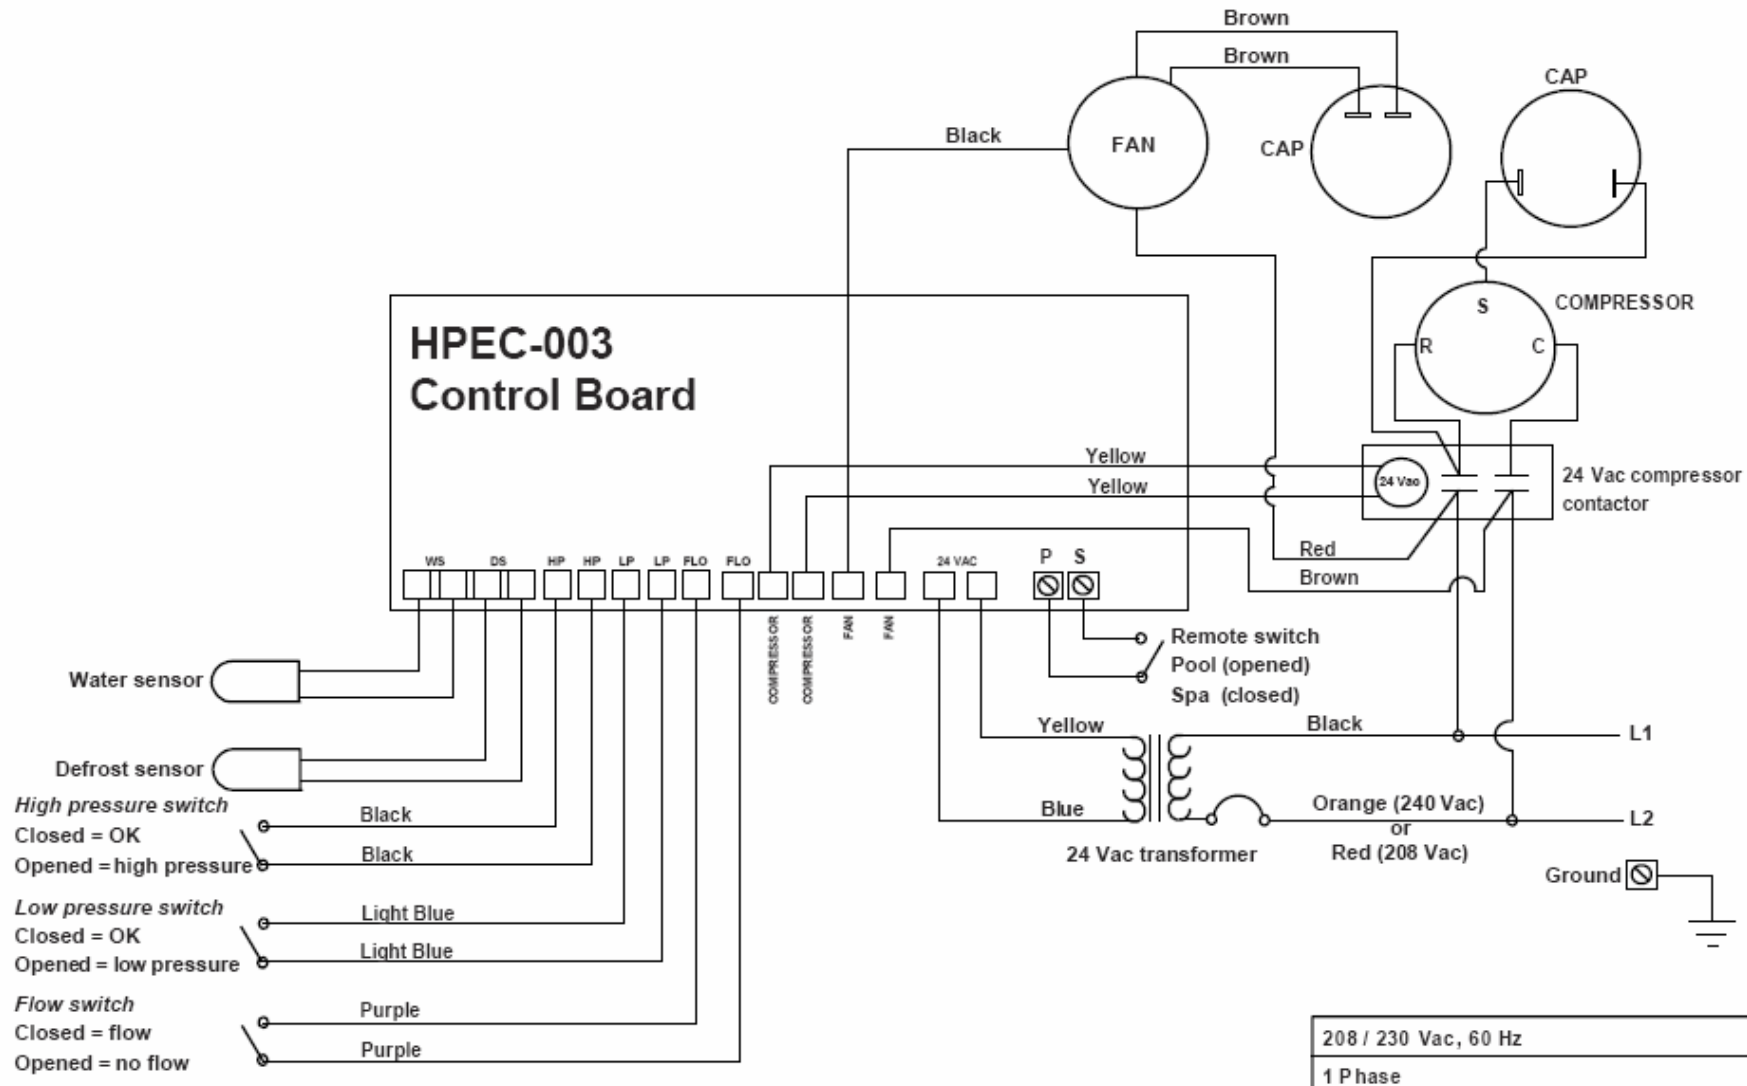 Brown
Brown
CAP
Black
FAN
CAP
S
COMPRESSOR
R
C
HPEC-003
Control Board
Yellow
24 Vac
24 Vac compressor
contactor
Yellow
Red
Brown
WS
DS
HP
HP
LP
LP
FLO
FLO
24 VAC
P
S
COMPRESSOR
COMPRESSOR
FAN
FAN
Remote switch
Pool (opened)
Spa (closed)
Water sensor
Yellow
Black
L1
Defrost sensor
High pressure switch
Closed = OK
Opened = high pressure
Black
Black
Blue
Orange (240 Vac)
or
Red (208 Vac)
L2
24 Vac transformer
Ground
Low pressure switch
Closed = OK
Opened = low pressure
Light Blue
Light Blue
Flow switch
Closed = flow
Opened = no flow
Purple
Purple
208 / 230 Vac, 60 Hz
1 Phase